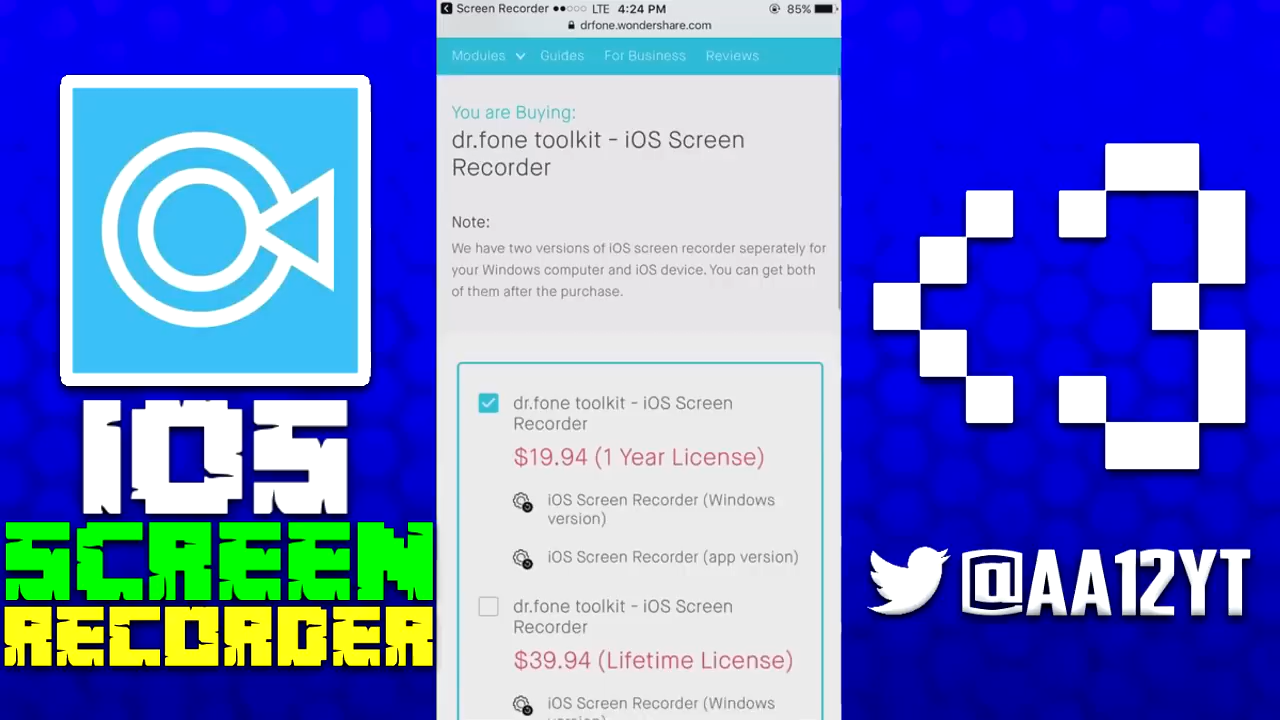 Screen Recorder LTE 4:24 PM 85%
drfone.wondershare.com
Modules Guides For Business Reviews
You are Buying:
dr.fone toolkit - iOS Screen
Recorder
Note:
We have two versions of iOS screen recorder seperately for
your Windows computer and iOS device. You can get both
of them after the purchase.
dr.fone toolkit - iOS Screen
Recorder
$19.94 (1 Year License)
iOS Screen Recorder (Windows
version)
iOS Screen Recorder (app version)
dr.fone toolkit - iOS Screen
Recorder
$39.94 (Lifetime License)
iOS Screen Recorder (Windows
version)
iOS
SCREEN
RECORDER
<3
@AA12YT